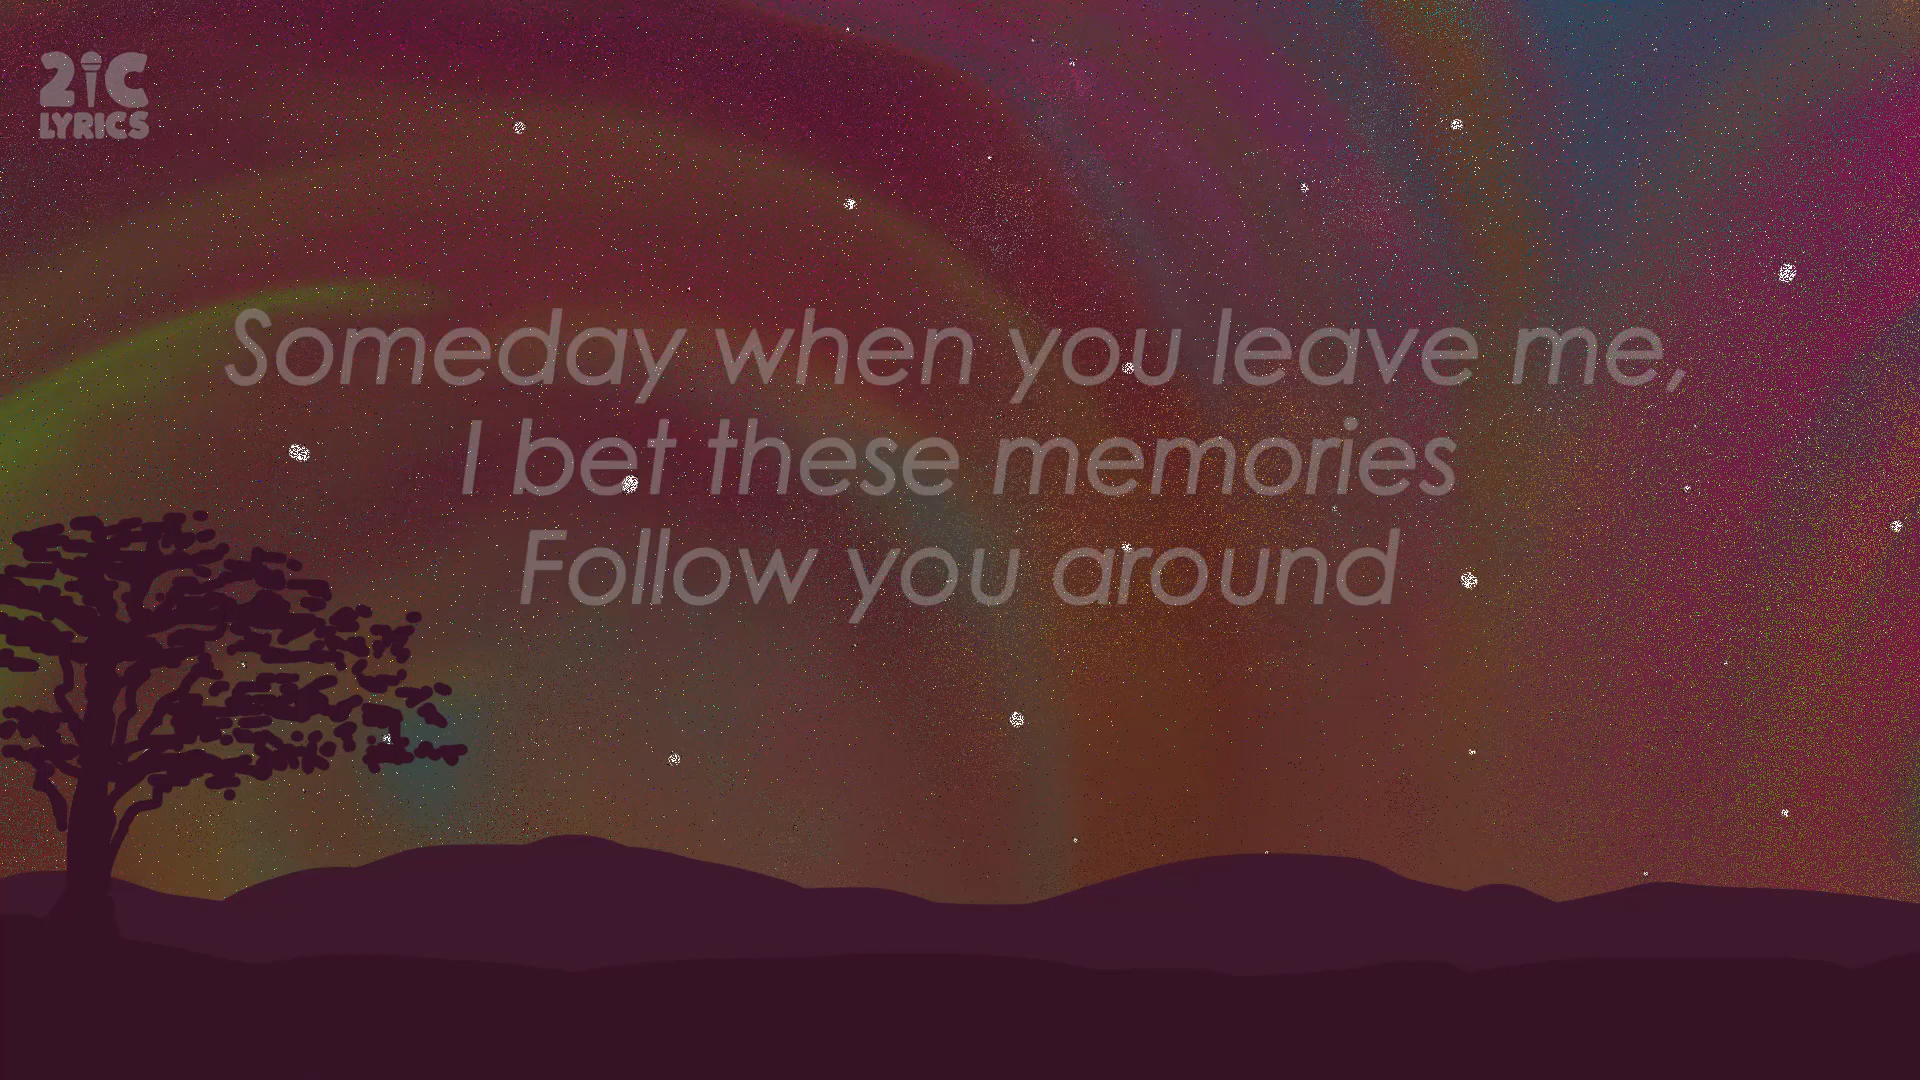 2iC
LYRICS
Someday when you leave me,
I bet these memories
Follow you around